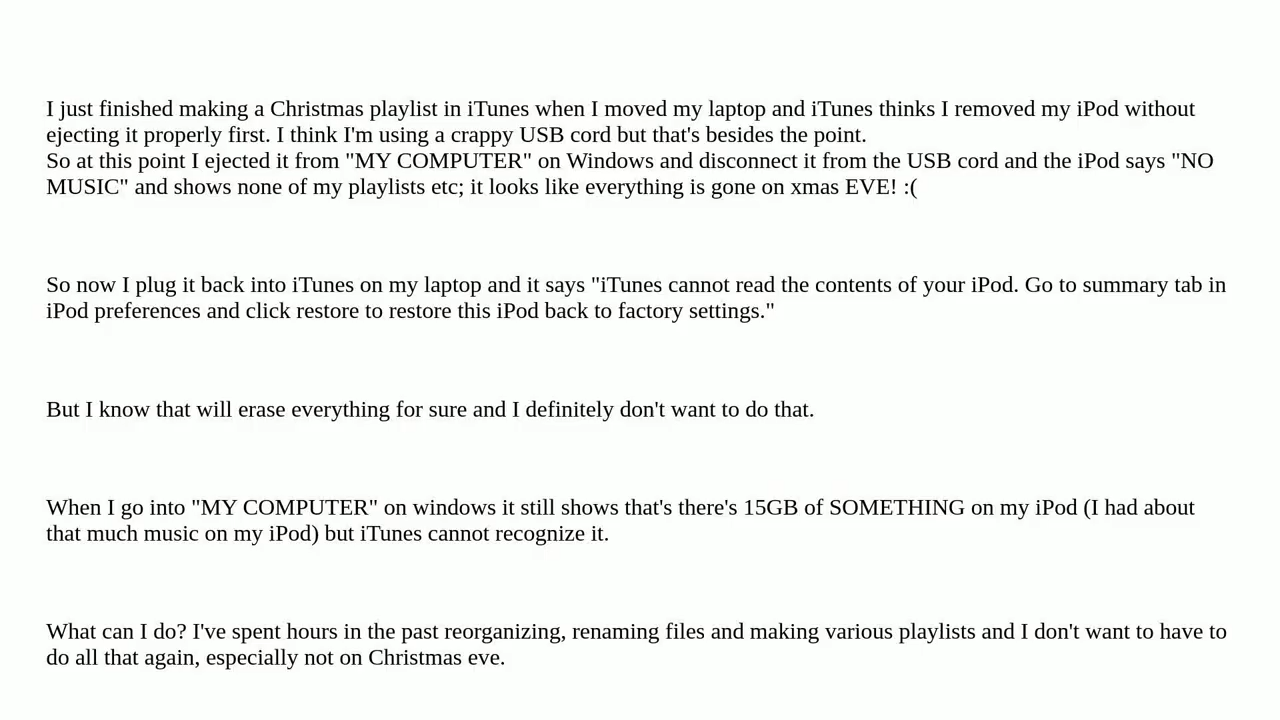 I just finished making a Christmas playlist in iTunes when I moved my laptop and iTunes thinks I removed my iPod without
ejecting it properly first. I think I'm using a crappy USB cord but that's besides the point.
So at this point I ejected it from "MY COMPUTER" on Windows and disconnect it from the USB cord and the iPod says "NO
MUSIC" and shows none of my playlists etc; it looks like everything is gone on xmas EVE! :(
So now I plug it back into iTunes on my laptop and it says "iTunes cannot read the contents of your iPod. Go to summary tab in
iPod preferences and click restore to restore this iPod back to factory settings."
But I know that will erase everything for sure and I definitely don't want to do that.
When I go into "MY COMPUTER" on windows it still shows that's there's 15GB of SOMETHING on my iPod (I had about
that much music on my iPod) but iTunes cannot recognize it.
What can I do? I've spent hours in the past reorganizing, renaming files and making various playlists and I don't want to have to
do all that again, especially not on Christmas eve.